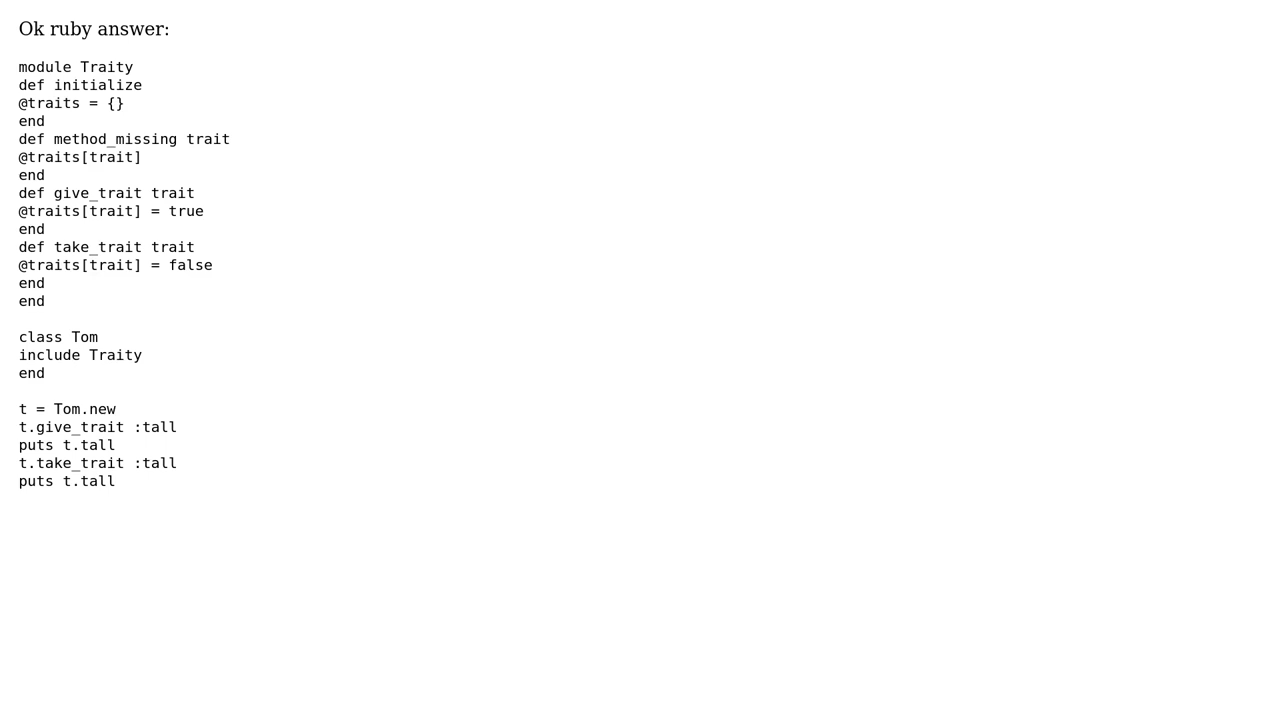 Ok ruby answer:
module Traity
def initialize
@traits = {}
end
def method_missing trait
@traits[trait]
end
def give_trait trait
@traits[trait] = true
end
def take_trait trait
@traits[trait] = false
end
end

class Tom
include Traity
end

t = Tom.new
t.give_trait :tall
puts t.tall
t.take_trait :tall
puts t.tall